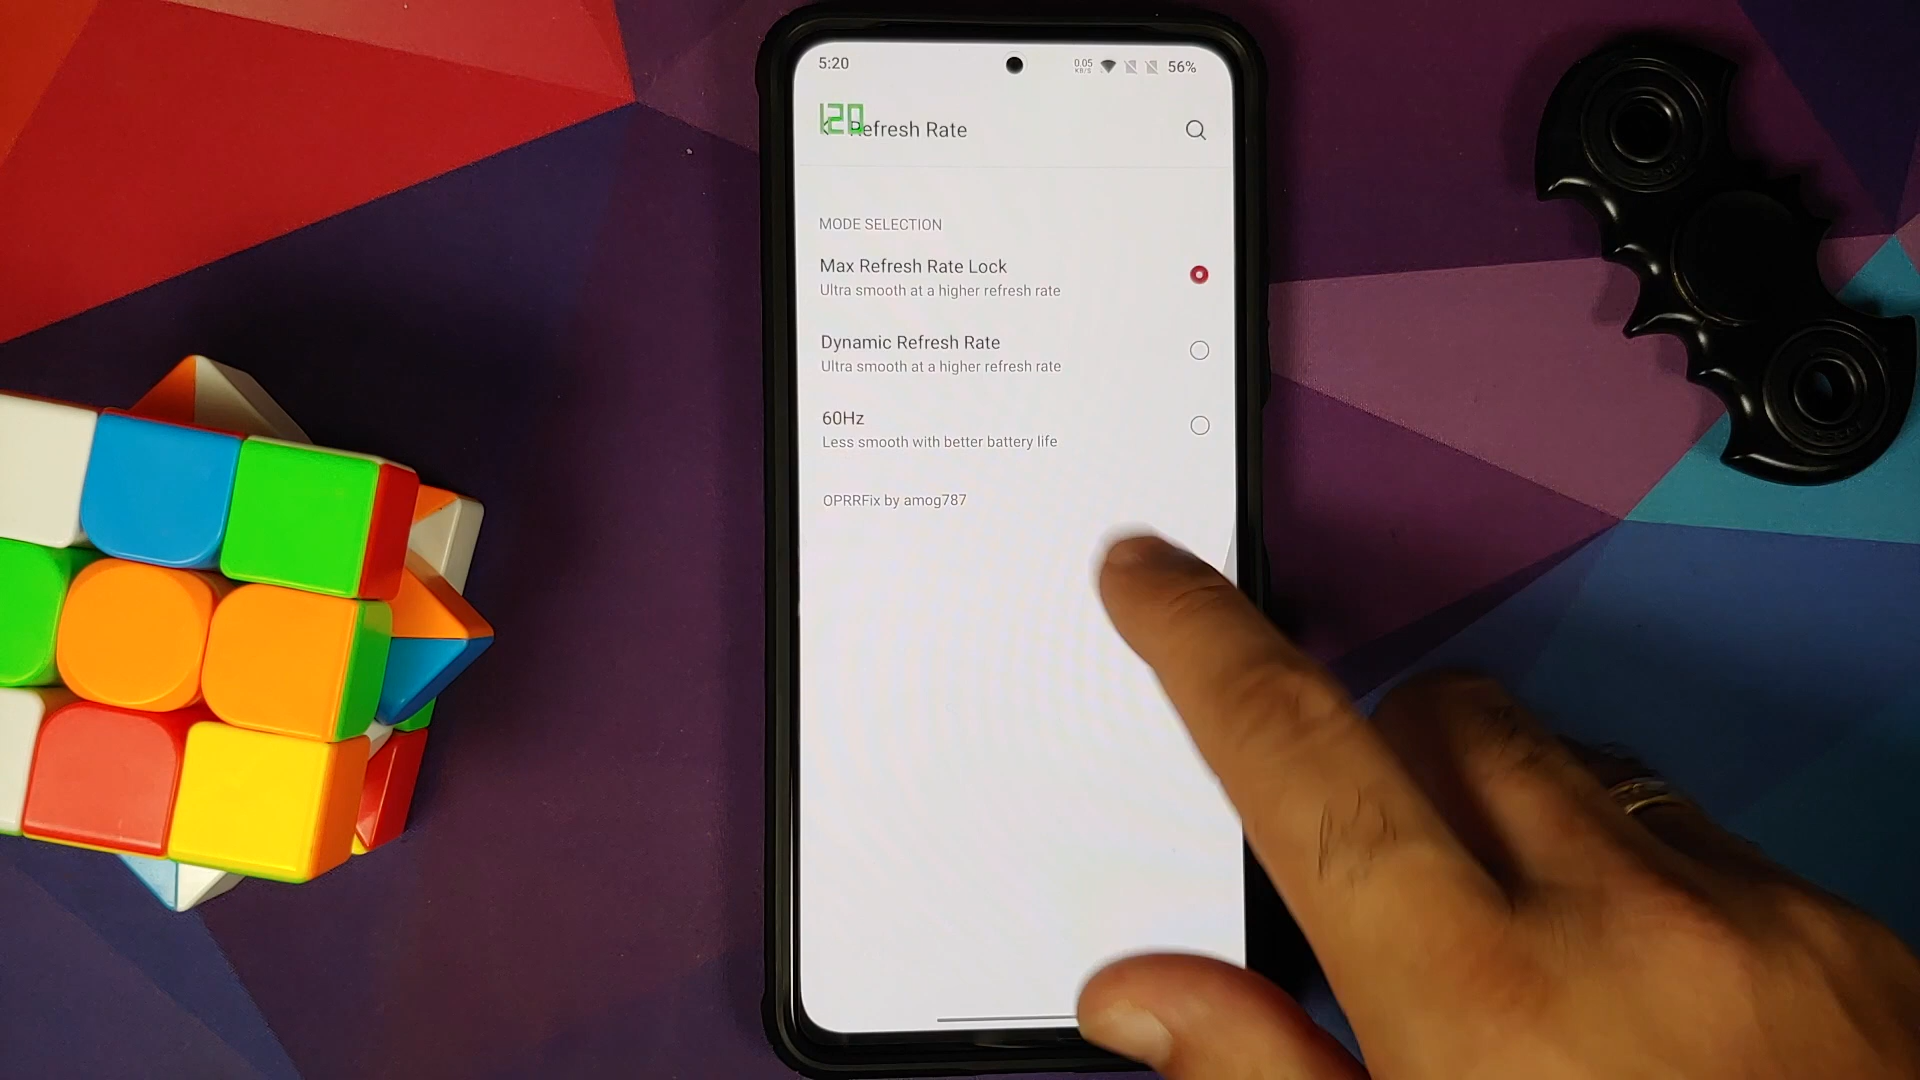 5:20
0.05
KB/S
56%
120
Refresh Rate
MODE SELECTION
Max Refresh Rate Lock
Ultra smooth at a higher refresh rate
Dynamic Refresh Rate
Ultra smooth at a higher refresh rate
60Hz
Less smooth with better battery life
OPRRFix by amog787